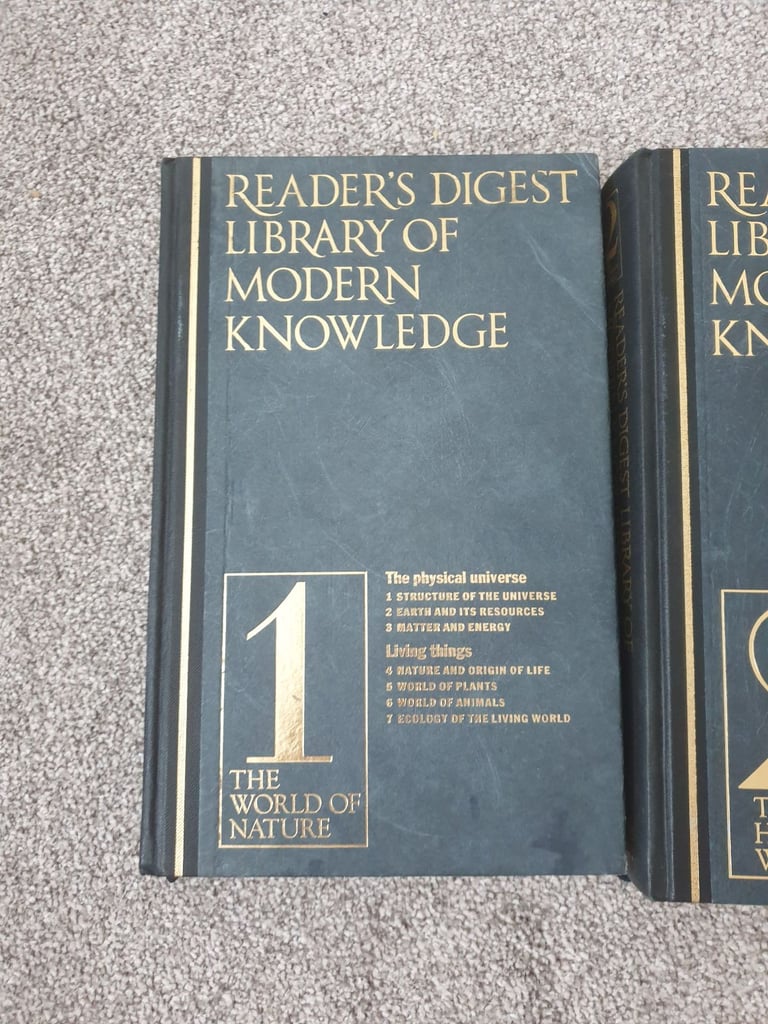 READER'S DIGEST
LIBRARY OF
MODERN
KNOWLEDGE
The physical universe
1 STRUCTURE OF THE UNIVERSE
2 EARTH AND ITS RESOURCES
3 MATTER AND ENERGY
Living things
4 NATURE AND ORIGIN OF LIFE
5 WORLD OF PLANTS
6 WORLD OF ANIMALS
7 ECOLOGY OF THE LIVING WORLD
1
THE
WORLD OF
NATURE
2 READER'S DIGEST LIBRARY OF
REA
LIB
MO
KN
2
T
H
W